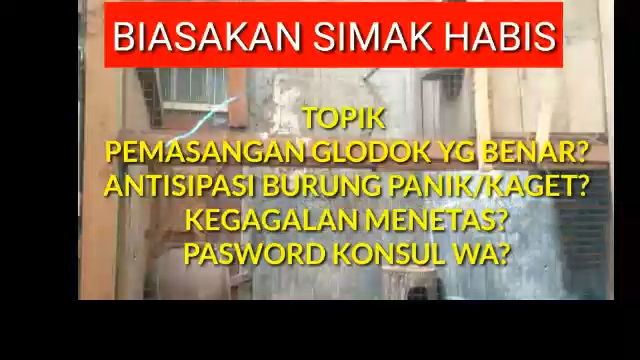 BIASAKAN SIMAK HABIS
TOPIK
PEMASANGAN GLODOK YG BENAR?
ANTISIPASI BURUNG PANIK/KAGET?
KEGAGALAN MENETAS?
PASWORD KONSUL WA?